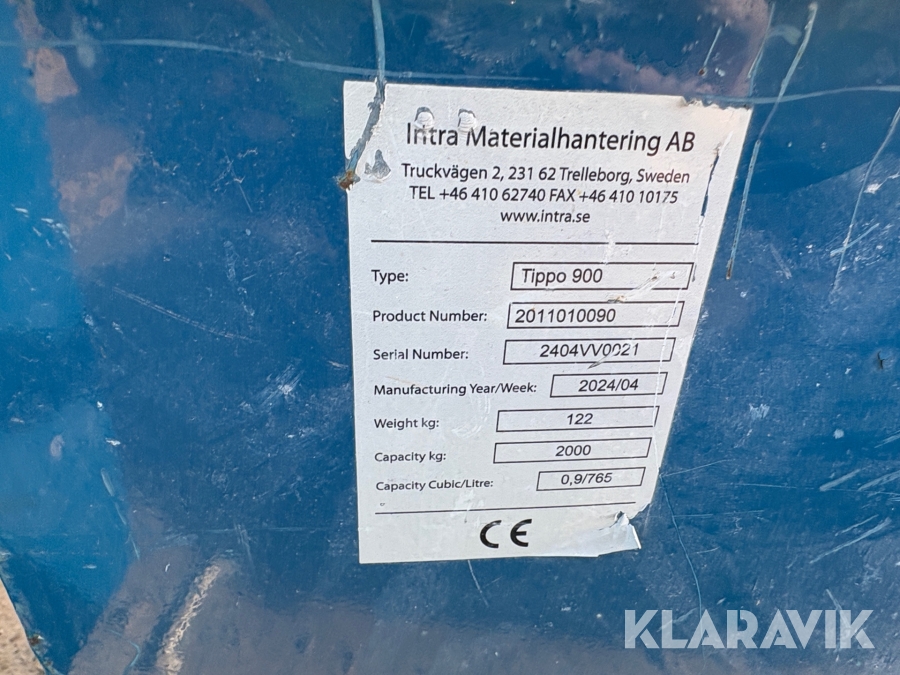 Intra Materialhantering AB
Truckvägen 2, 231 62 Trelleborg, Sweden
TEL +46 410 62740 FAX +46 410 10175
www.intra.se
Type: Tippo 900
Product Number: 2011010090
Serial Number: 2404VV0021
Manufacturing Year/Week: 2024/04
Weight kg: 122
Capacity kg: 2000
Capacity Cubic/Litre: 0,9/765
CE
KLARAVIK